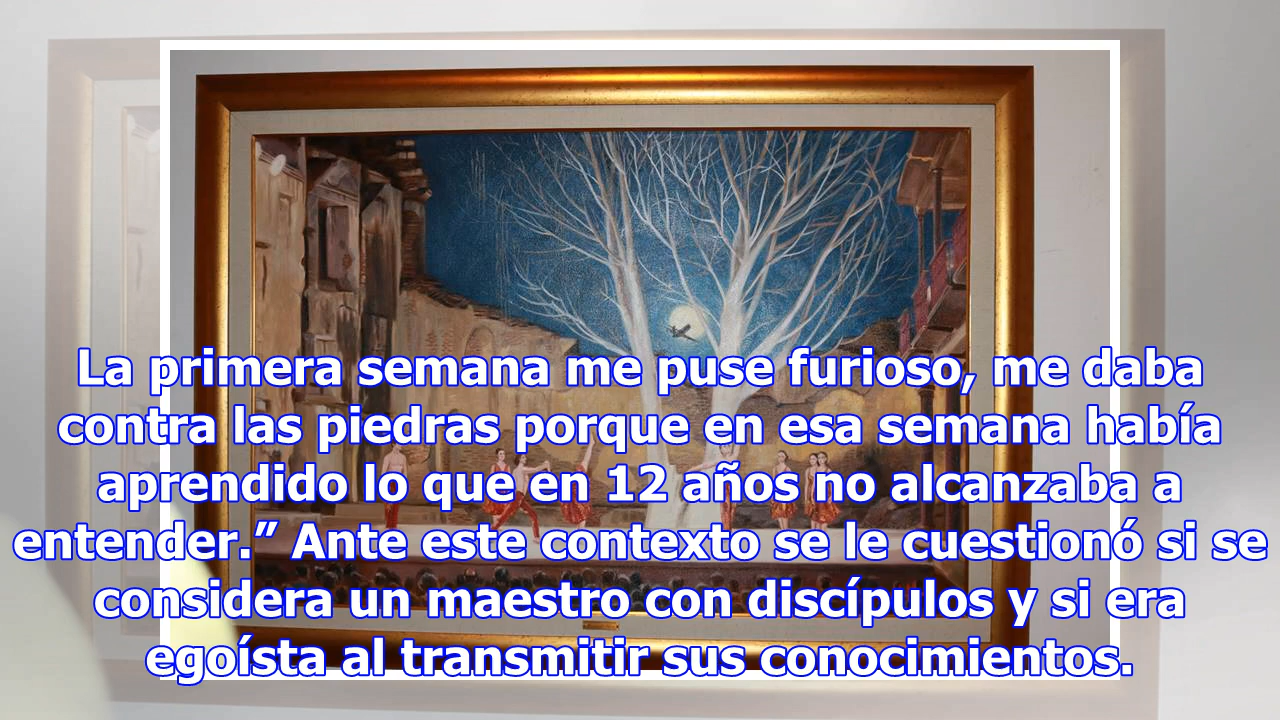 La primera semana me puse furioso, me daba
contra las piedras porque en esa semana había
aprendido lo que en 12 años no alcanzaba a
entender.” Ante este contexto se le cuestionó si se
considera un maestro con discípulos y si era
egoísta al transmitir sus conocimientos.